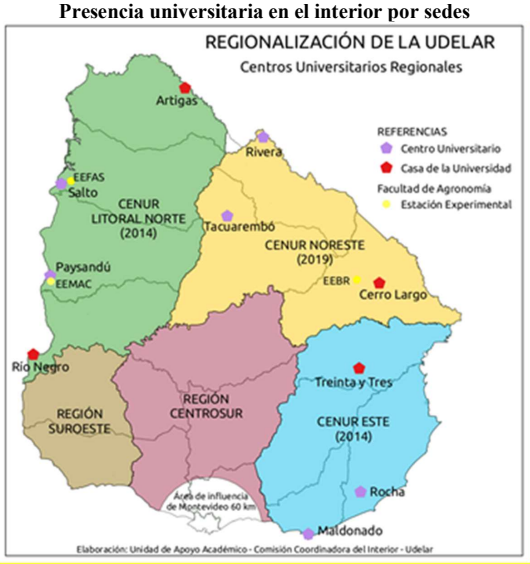 Presencia universitaria en el interior por sedes
REGIONALIZACIÓN DE LA UDELAR
Centros Universitarios Regionales
Artigas
REFERENCIAS
Centro Universitario
Casa de la Universidad
Facultad de Agronomía
Estación Experimental
Rivera
EEFAS
Salto
CENUR
LITORAL NORTE
(2014)
Tacuarembó
CENUR NORESTE
(2019)
Paysandú
EEMAC
EEBR
Cerro Largo
Río Negro
Treinta y Tres
REGIÓN
SUROESTE
REGIÓN
CENTROSUR
CENUR ESTE
(2014)
Área de influencia
de Montevideo 60 km
Rocha
Maldonado
Elaboración: Unidad de Apoyo Académico - Comisión Coordinadora del Interior - Udelar